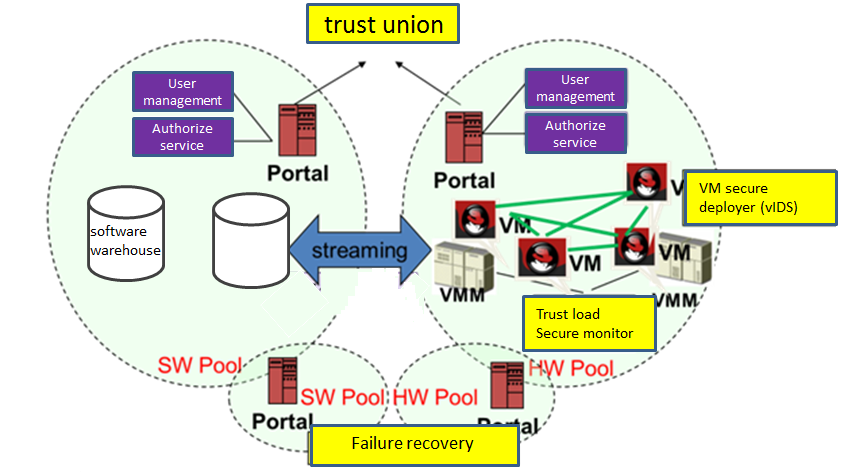 trust union
User
management
Authorize
service
Portal
User
management
Authorize
service
Portal
VM secure
deployer (vIDS)
software
warehouse
streaming
VM
VM
VM
VMM
VMM
Trust load
Secure monitor
SW Pool
HW Pool
SW Pool
HW Pool
Portal
Portal
Failure recovery